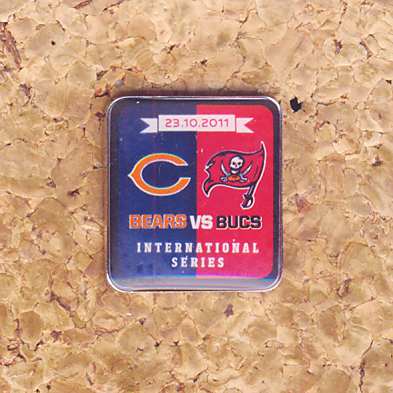 23.10.2011
BEARS VS BUCS
INTERNATIONAL
SERIES